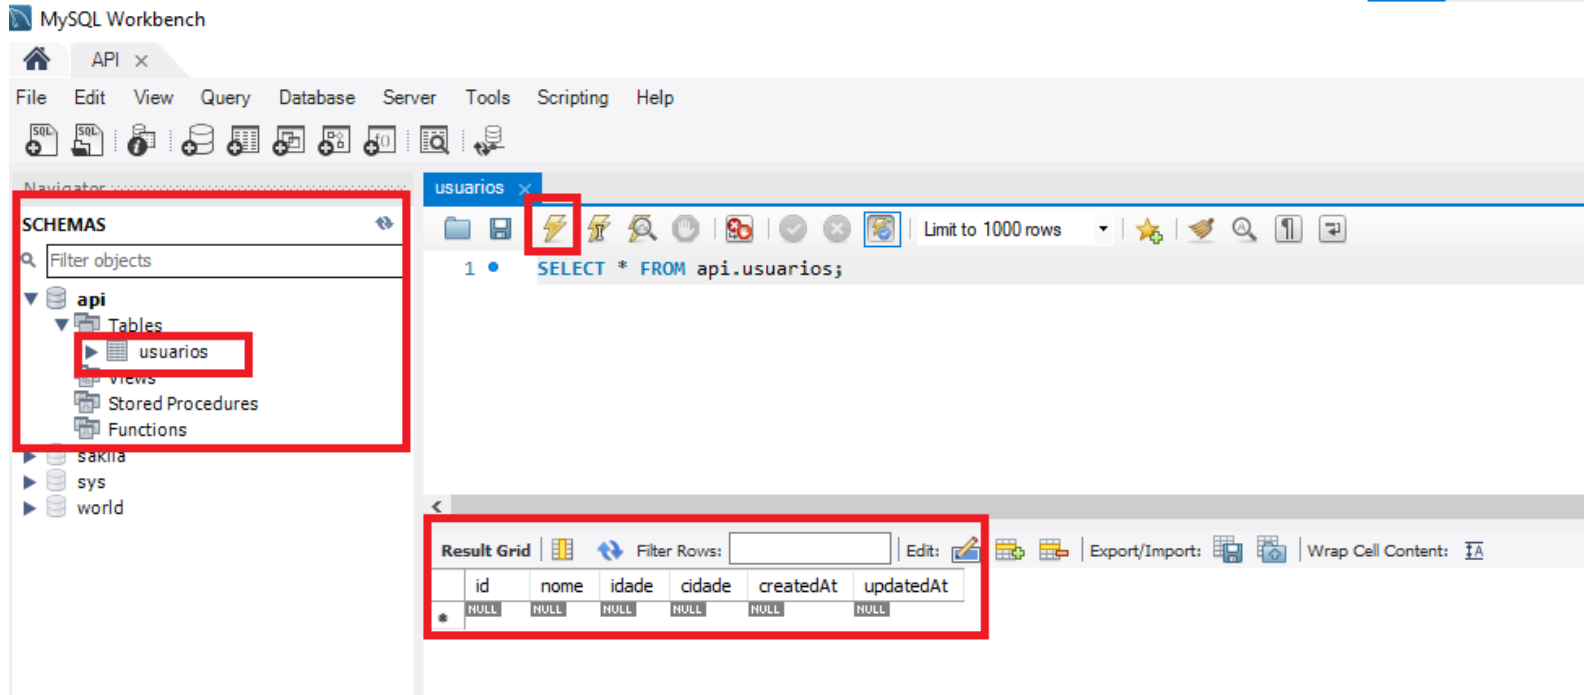 MySQL Workbench
API
File Edit View Query Database Server Tools Scripting Help
Navigator
SCHEMAS
Filter objects
api
Tables
usuarios
Views
Stored Procedures
Functions
sakila
sys
world
usuarios
Limit to 1000 rows
1 SELECT * FROM api.usuarios;
Result Grid Filter Rows: Edit: Export/Import: Wrap Cell Content:
id nome idade cidade createdAt updatedAt
NULL NULL NULL NULL NULL NULL